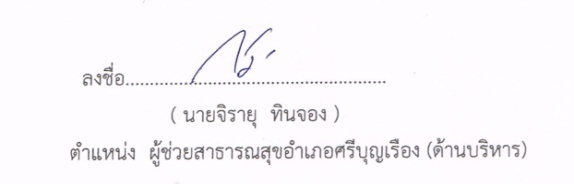 ลงชื่อ................................................................
( นายจิรายุ ทินจอง )
ตำแหน่ง ผู้ช่วยสาธารณสุขอำเภอศรีบุญเรือง (ด้านบริหาร)